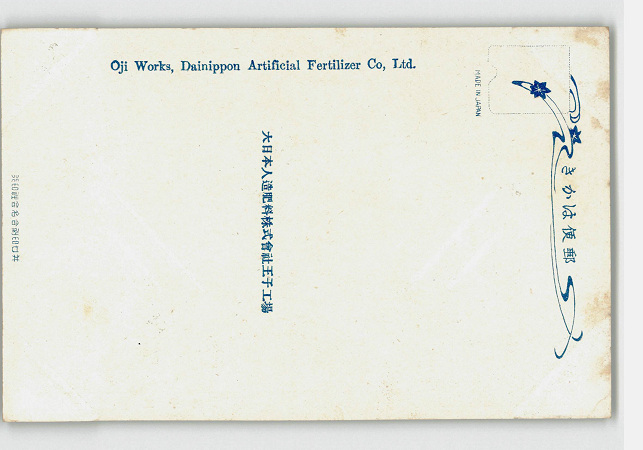 Ōji Works, Dainippon Artificial Fertilizer Co, Ltd.
MADE IN JAPAN
大日本人造肥料株式會社王子工場
きかは便郵